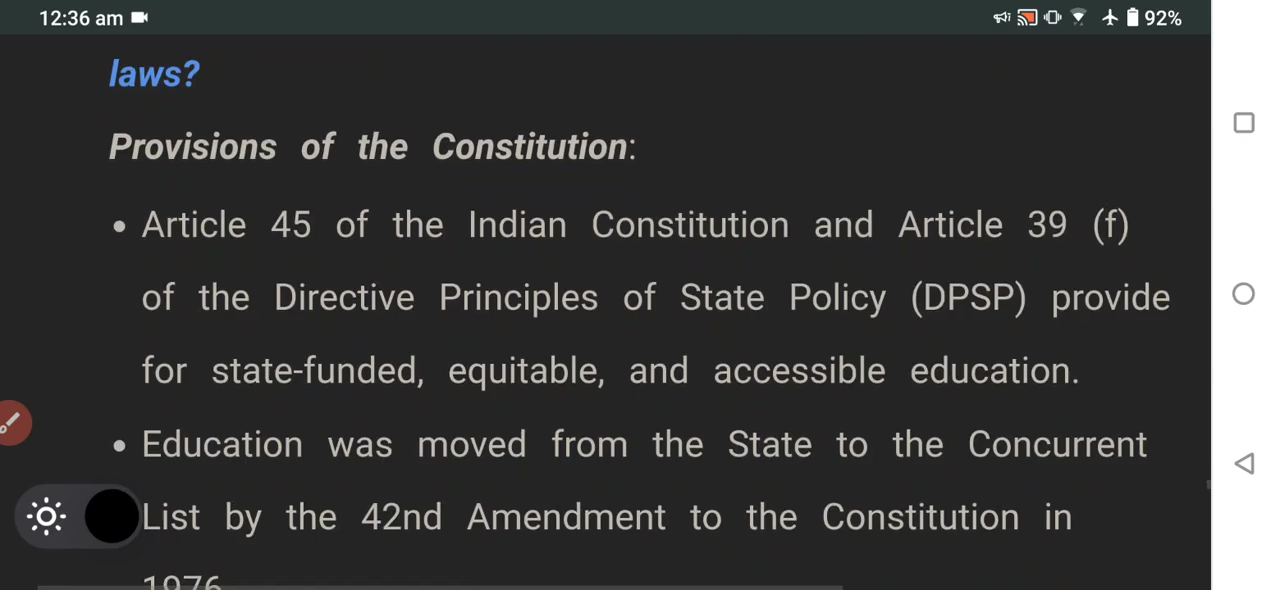 12:36 am 92%
laws?
Provisions of the Constitution:
• Article 45 of the Indian Constitution and Article 39 (f)
of the Directive Principles of State Policy (DPSP) provide
for state-funded, equitable, and accessible education.
• Education was moved from the State to the Concurrent
List by the 42nd Amendment to the Constitution in
1976